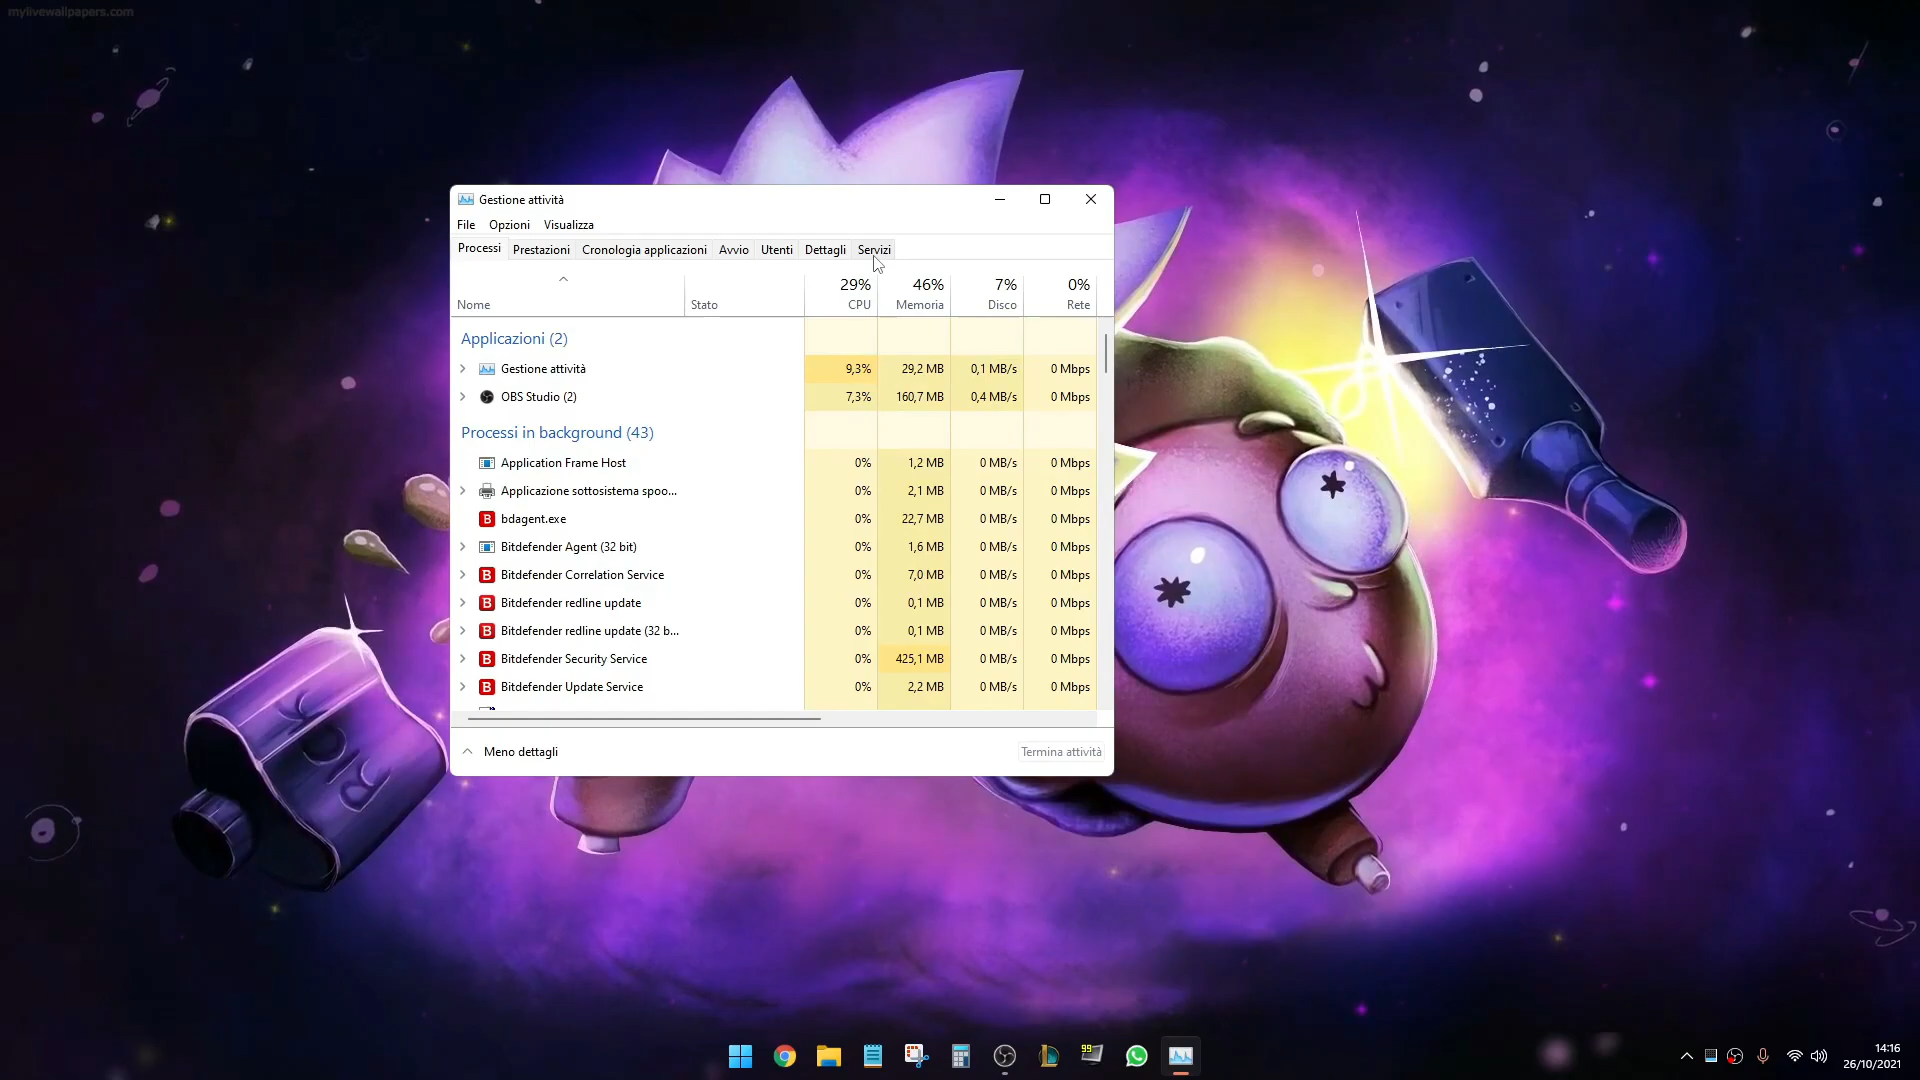 mylivewallpapers.com
Gestione attività
File Opzioni Visualizza
Processi Prestazioni Cronologia applicazioni Avvio Utenti Dettagli Servizi
29% 46% 7% 0%
Nome Stato CPU Memoria Disco Rete
Applicazioni (2)
Gestione attività 9,3% 29,2 MB 0,1 MB/s 0 Mbps
OBS Studio (2) 7,3% 160,7 MB 0,4 MB/s 0 Mbps
Processi in background (43)
Application Frame Host 0% 1,2 MB 0 MB/s 0 Mbps
Applicazione sottosistema spoo... 0% 2,1 MB 0 MB/s 0 Mbps
bdagent.exe 0% 22,7 MB 0 MB/s 0 Mbps
Bitdefender Agent (32 bit) 0% 1,6 MB 0 MB/s 0 Mbps
Bitdefender Correlation Service 0% 7,0 MB 0 MB/s 0 Mbps
Bitdefender redline update 0% 0,1 MB 0 MB/s 0 Mbps
Bitdefender redline update (32 b... 0% 0,1 MB 0 MB/s 0 Mbps
Bitdefender Security Service 0% 425,1 MB 0 MB/s 0 Mbps
Bitdefender Update Service 0% 2,2 MB 0 MB/s 0 Mbps
Meno dettagli Termina attività
RICK
99
14:16
26/10/2021